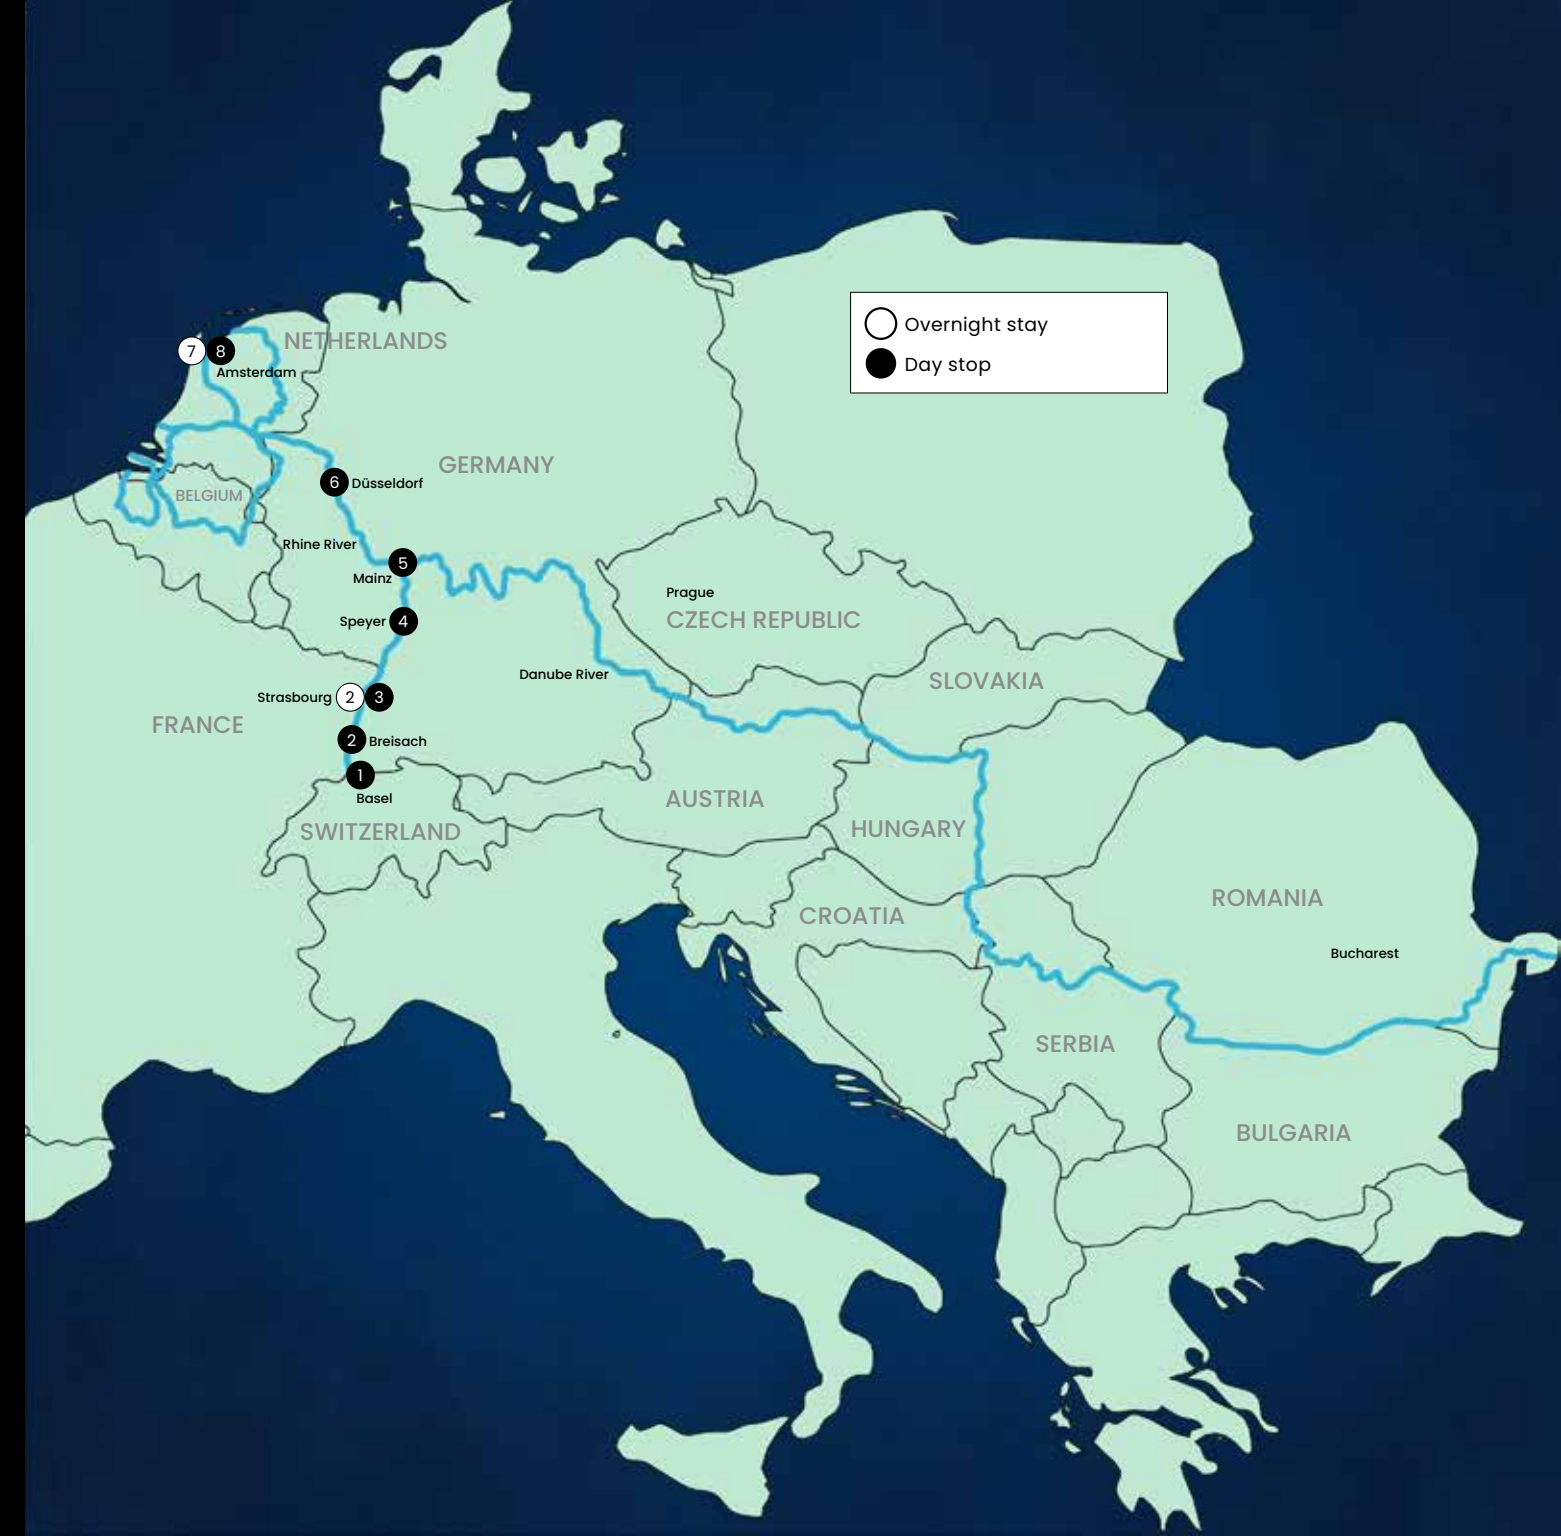 Overnight stay
Day stop
NETHERLANDS
7 8
Amsterdam
GERMANY
6 Düsseldorf
BELGIUM
Rhine River
5
Mainz
Prague
CZECH REPUBLIC
Speyer 4
Danube River
SLOVAKIA
Strasbourg 2 3
FRANCE
2 Breisach
1
Basel
AUSTRIA
SWITZERLAND
HUNGARY
ROMANIA
CROATIA
Bucharest
SERBIA
BULGARIA